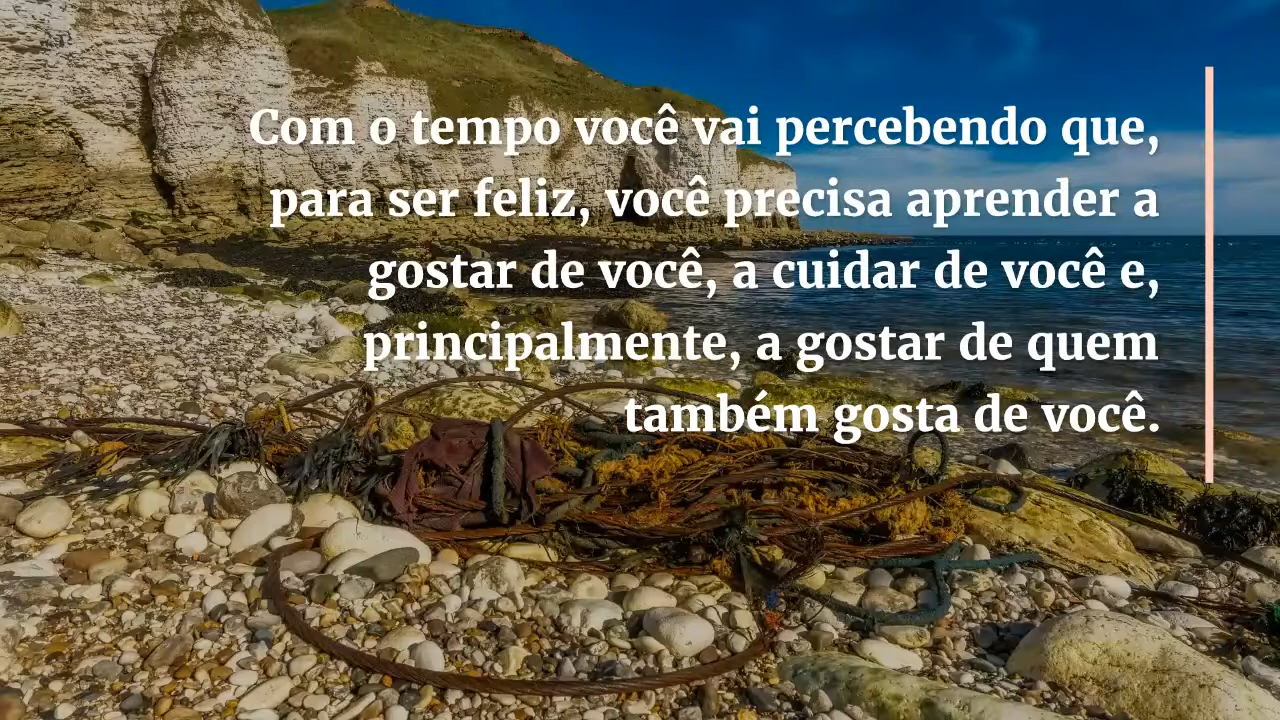 Com o tempo você vai percebendo que,
para ser feliz, você precisa aprender a
gostar de você, a cuidar de você e,
principalmente, a gostar de quem
também gosta de você.